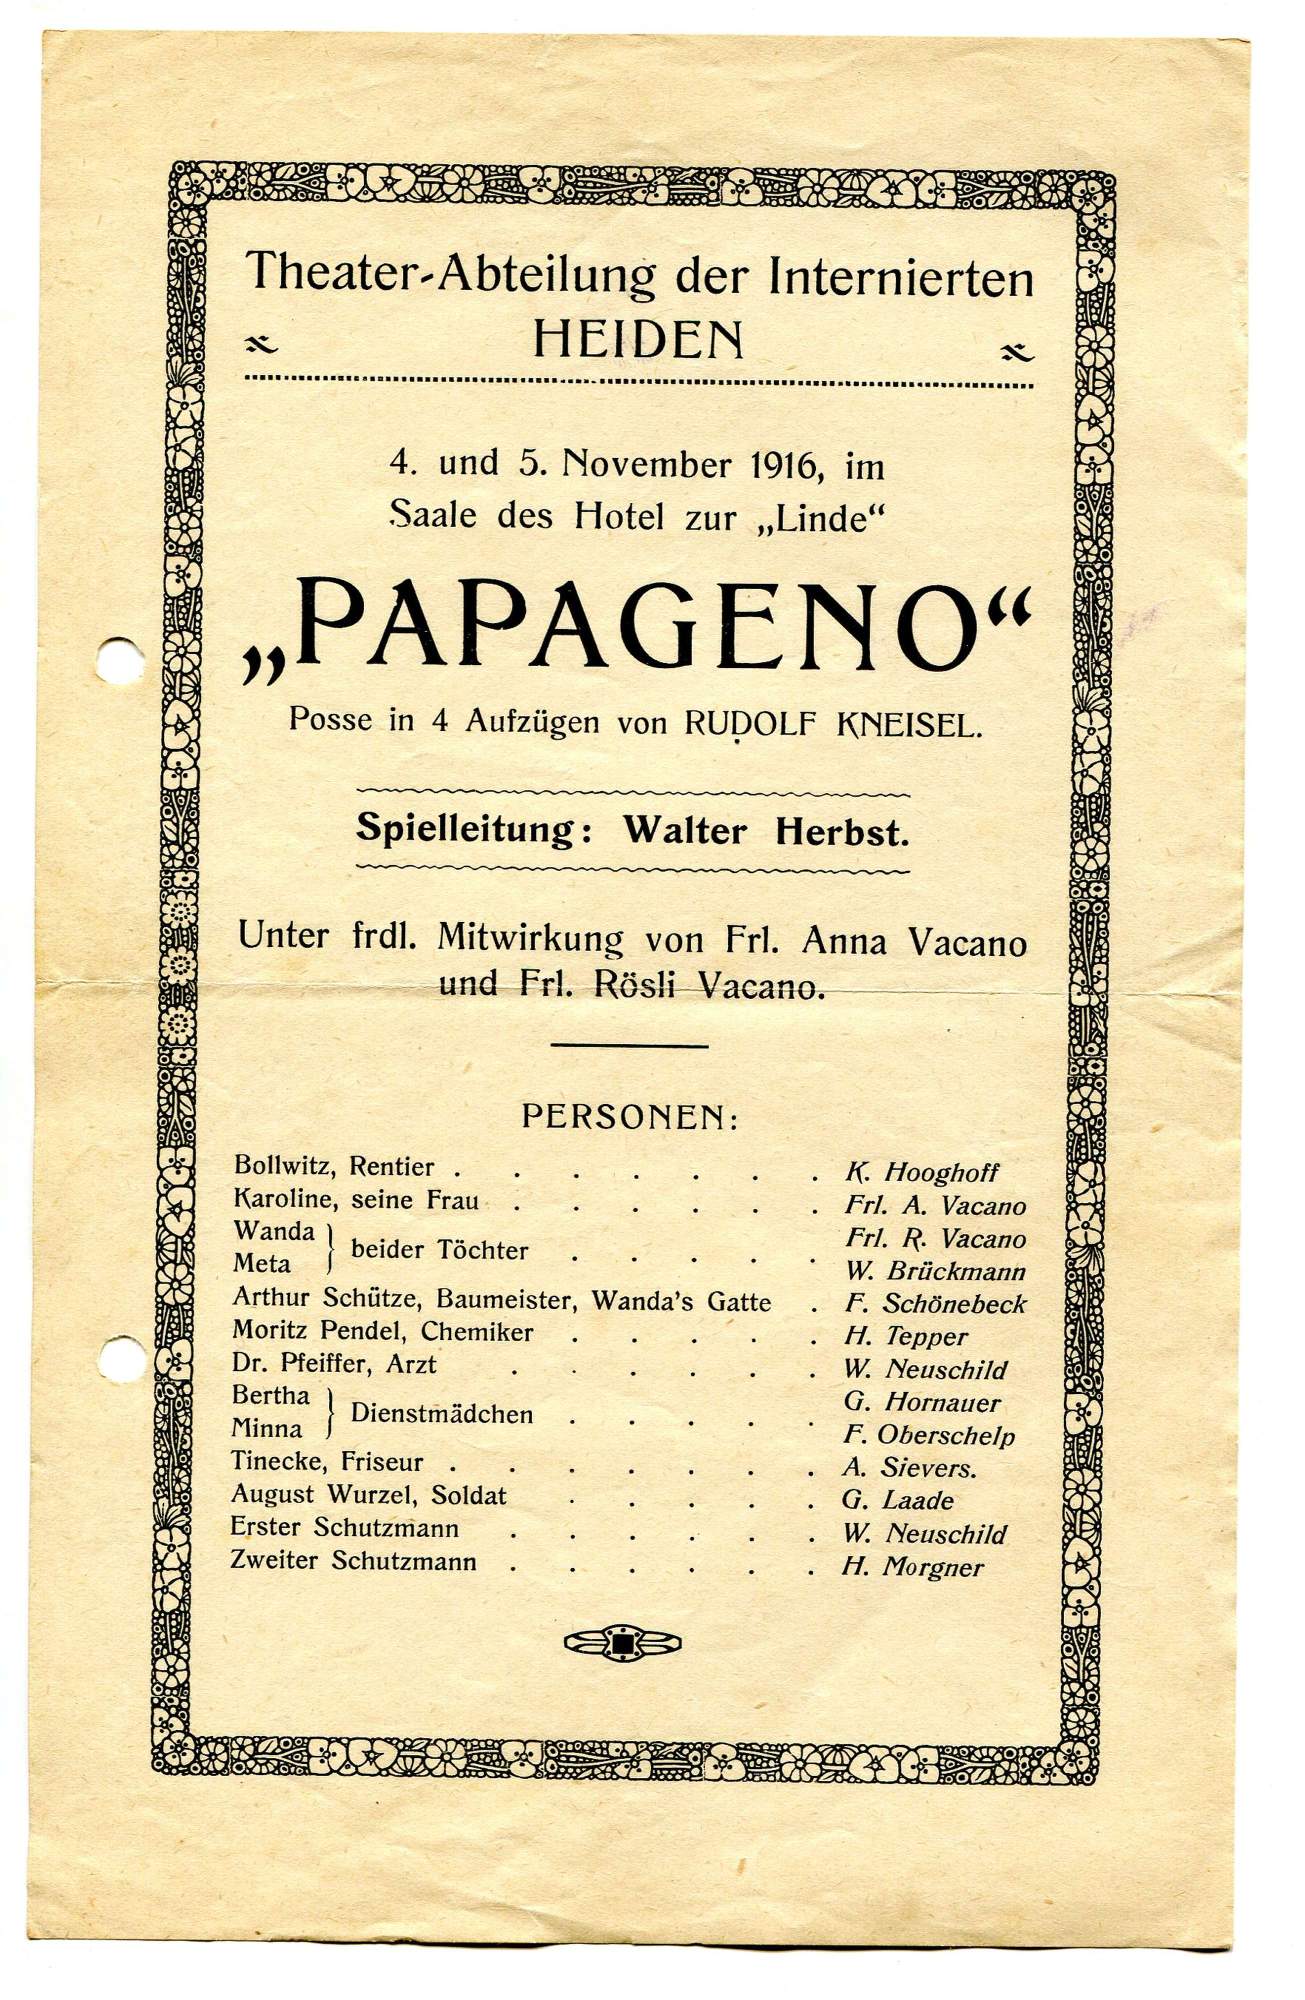 Theater-Abteilung der Internierten
HEIDEN
4. und 5. November 1916, im
Saale des Hotel zur „Linde“
„PAPAGENO“
Posse in 4 Aufzügen von RUDOLF KNEISEL.
Spielleitung: Walter Herbst.
Unter frdl. Mitwirkung von Frl. Anna Vacano
und Frl. Rösli Vacano.
PERSONEN:
Bollwitz, Rentier . . . . . . . K. Hooghoff
Karoline, seine Frau . . . . . . Frl. A. Vacano
Wanda } beider Töchter . . . . . Frl. R. Vacano
Meta W. Brückmann
Arthur Schütze, Baumeister, Wanda's Gatte . F. Schönebeck
Moritz Pendel, Chemiker . . . . . H. Tepper
Dr. Pfeiffer, Arzt . . . . . . W. Neuschild
Bertha } Dienstmädchen . . . . . G. Hornauer
Minna F. Oberschelp
Tinecke, Friseur . . . . . . . A. Sievers.
August Wurzel, Soldat . . . . . G. Laade
Erster Schutzmann . . . . . . W. Neuschild
Zweiter Schutzmann . . . . . . H. Morgner